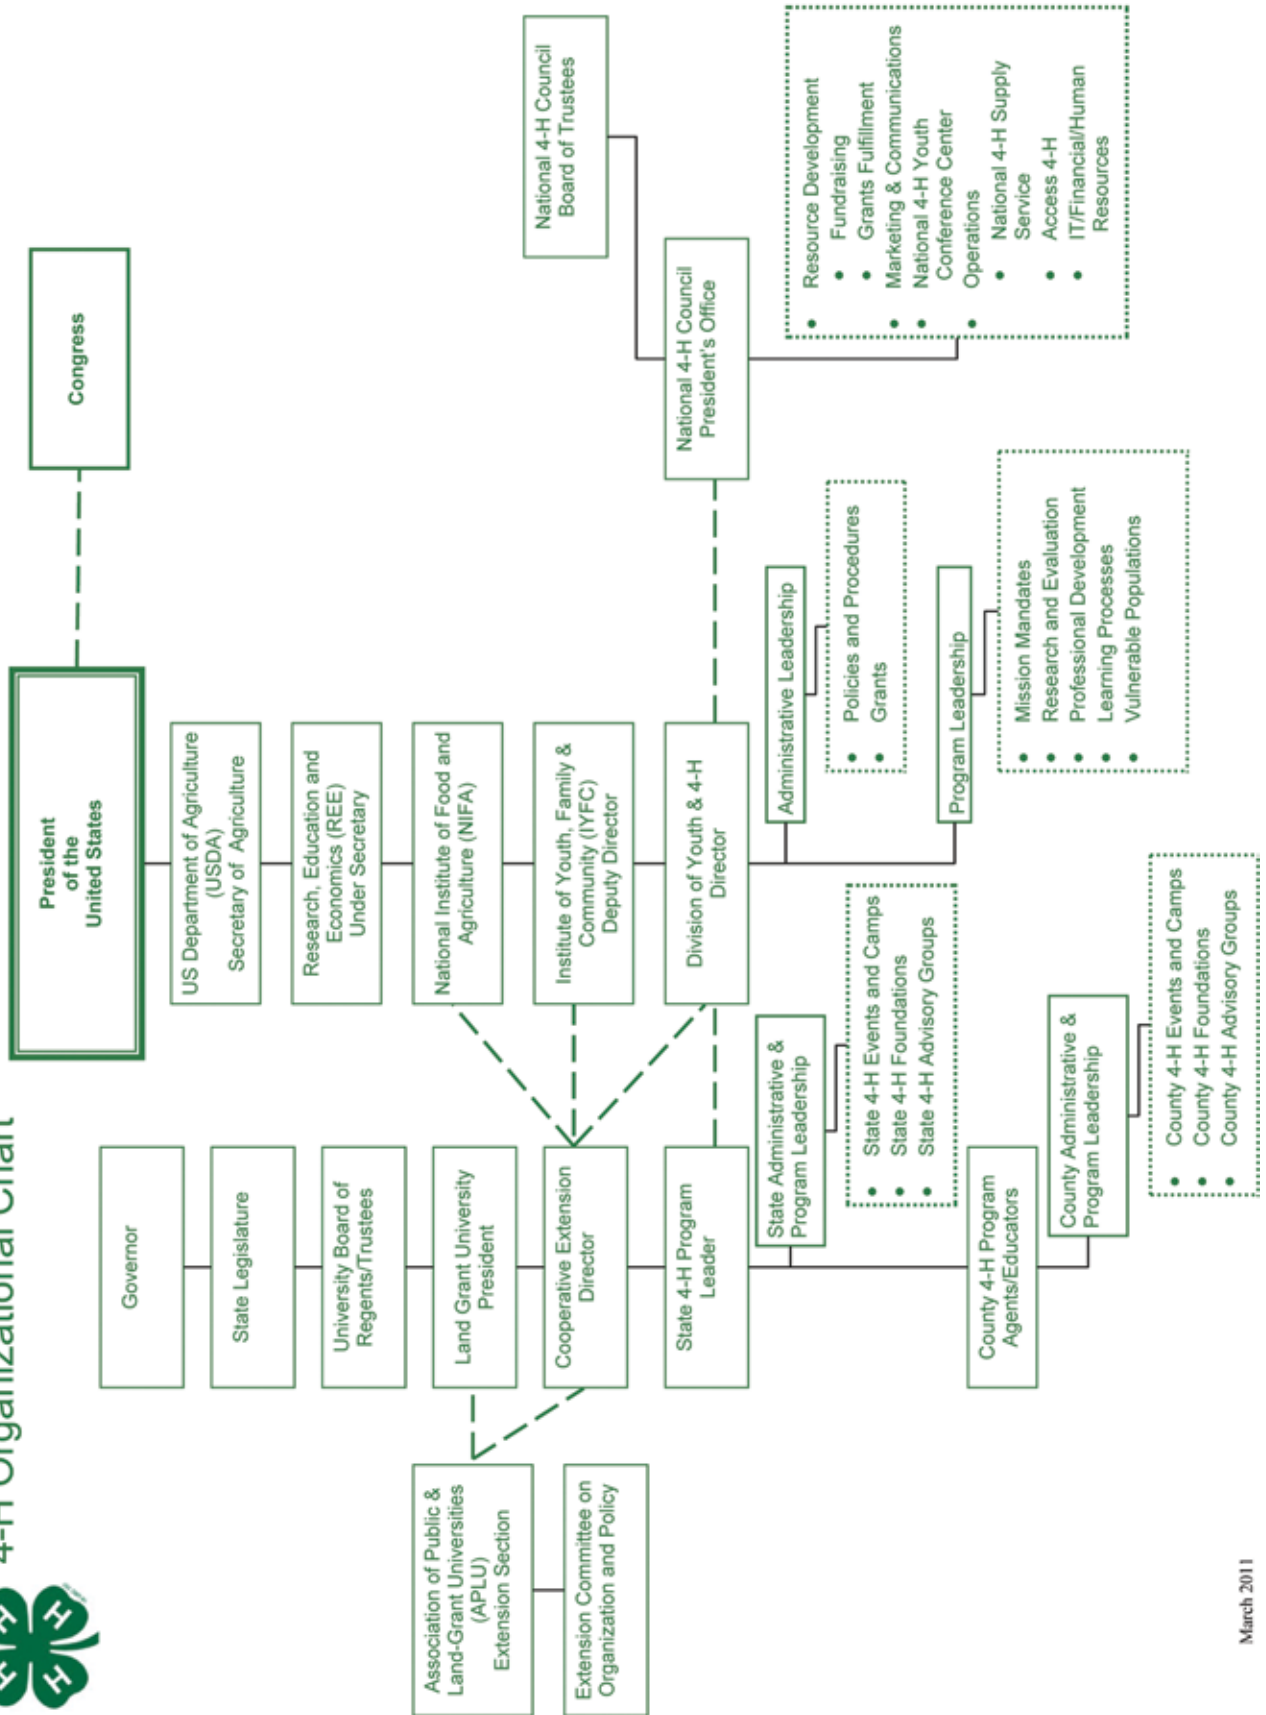 4-H Organizational Chart
H
H
H
H
President
of the
United States
Congress
Governor
State Legislature
University Board of
Regents/Trustees
Land Grant University
President
Cooperative Extension
Director
State 4-H Program
Leader
State Administrative &
Program Leadership
• State 4-H Events and Camps
• State 4-H Foundations
• State 4-H Advisory Groups
County 4-H Program
Agents/Educators
County Administrative &
Program Leadership
• County 4-H Events and Camps
• County 4-H Foundations
• County 4-H Advisory Groups
Association of Public &
Land-Grant Universities
(APLU)
Extension Section
Extension Committee on
Organization and Policy
US Department of Agriculture
(USDA)
Secretary of Agriculture
Research, Education and
Economics (REE)
Under Secretary
National Institute of Food and
Agriculture (NIFA)
Institute of Youth, Family &
Community (IYFC)
Deputy Director
Division of Youth & 4-H
Director
Administrative Leadership
• Policies and Procedures
• Grants
Program Leadership
• Mission Mandates
• Research and Evaluation
• Professional Development
• Learning Processes
• Vulnerable Populations
National 4-H Council
Board of Trustees
National 4-H Council
President's Office
• Resource Development
• Fundraising
• Grants Fulfillment
• Marketing & Communications
• National 4-H Youth
Conference Center
• Operations
• National 4-H Supply
Service
• Access 4-H
• IT/Financial/Human
Resources
March 2011